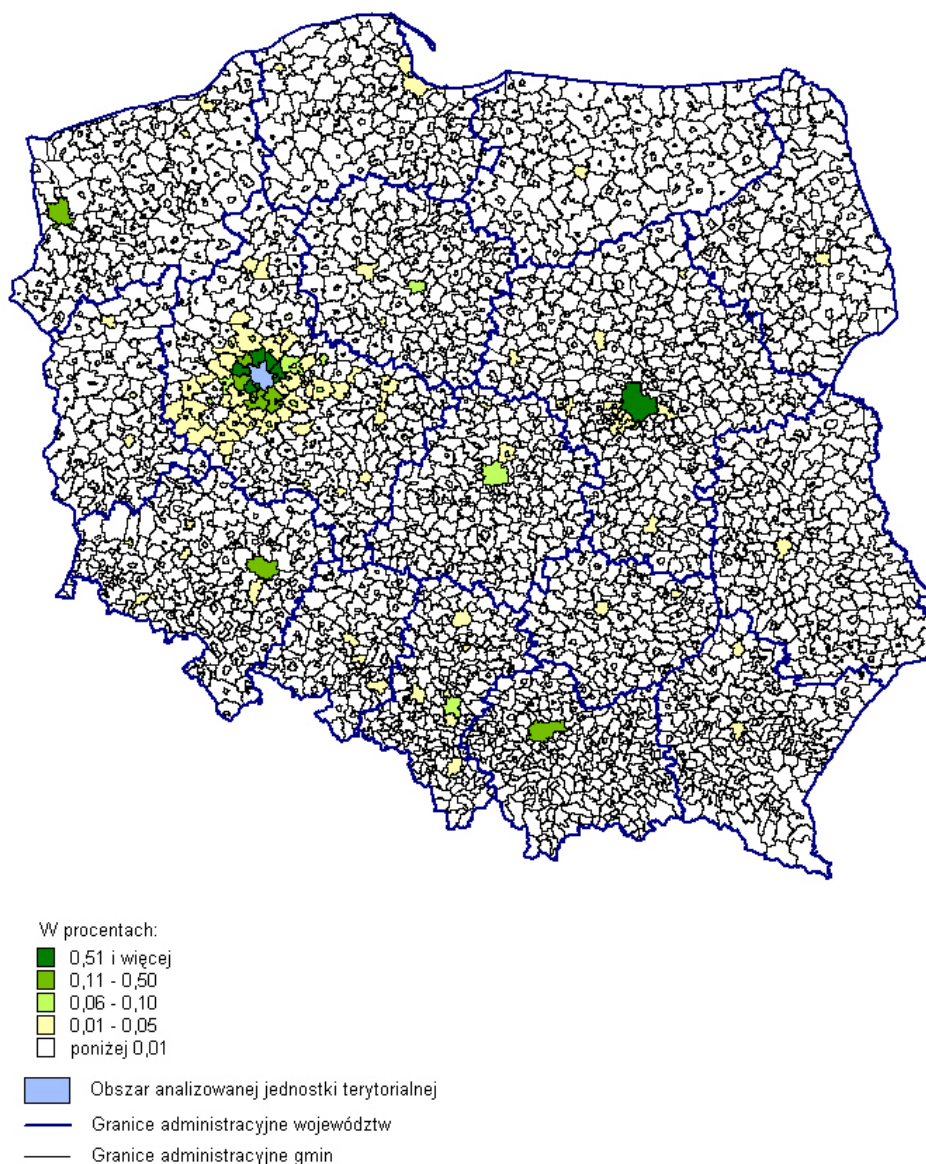 W procentach:
0,51 i więcej
0,11 - 0,50
0,06 - 0,10
0,01 - 0,05
poniżej 0,01
Obszar analizowanej jednostki terytorialnej
Granice administracyjne województw
Granice administracyjne gmin